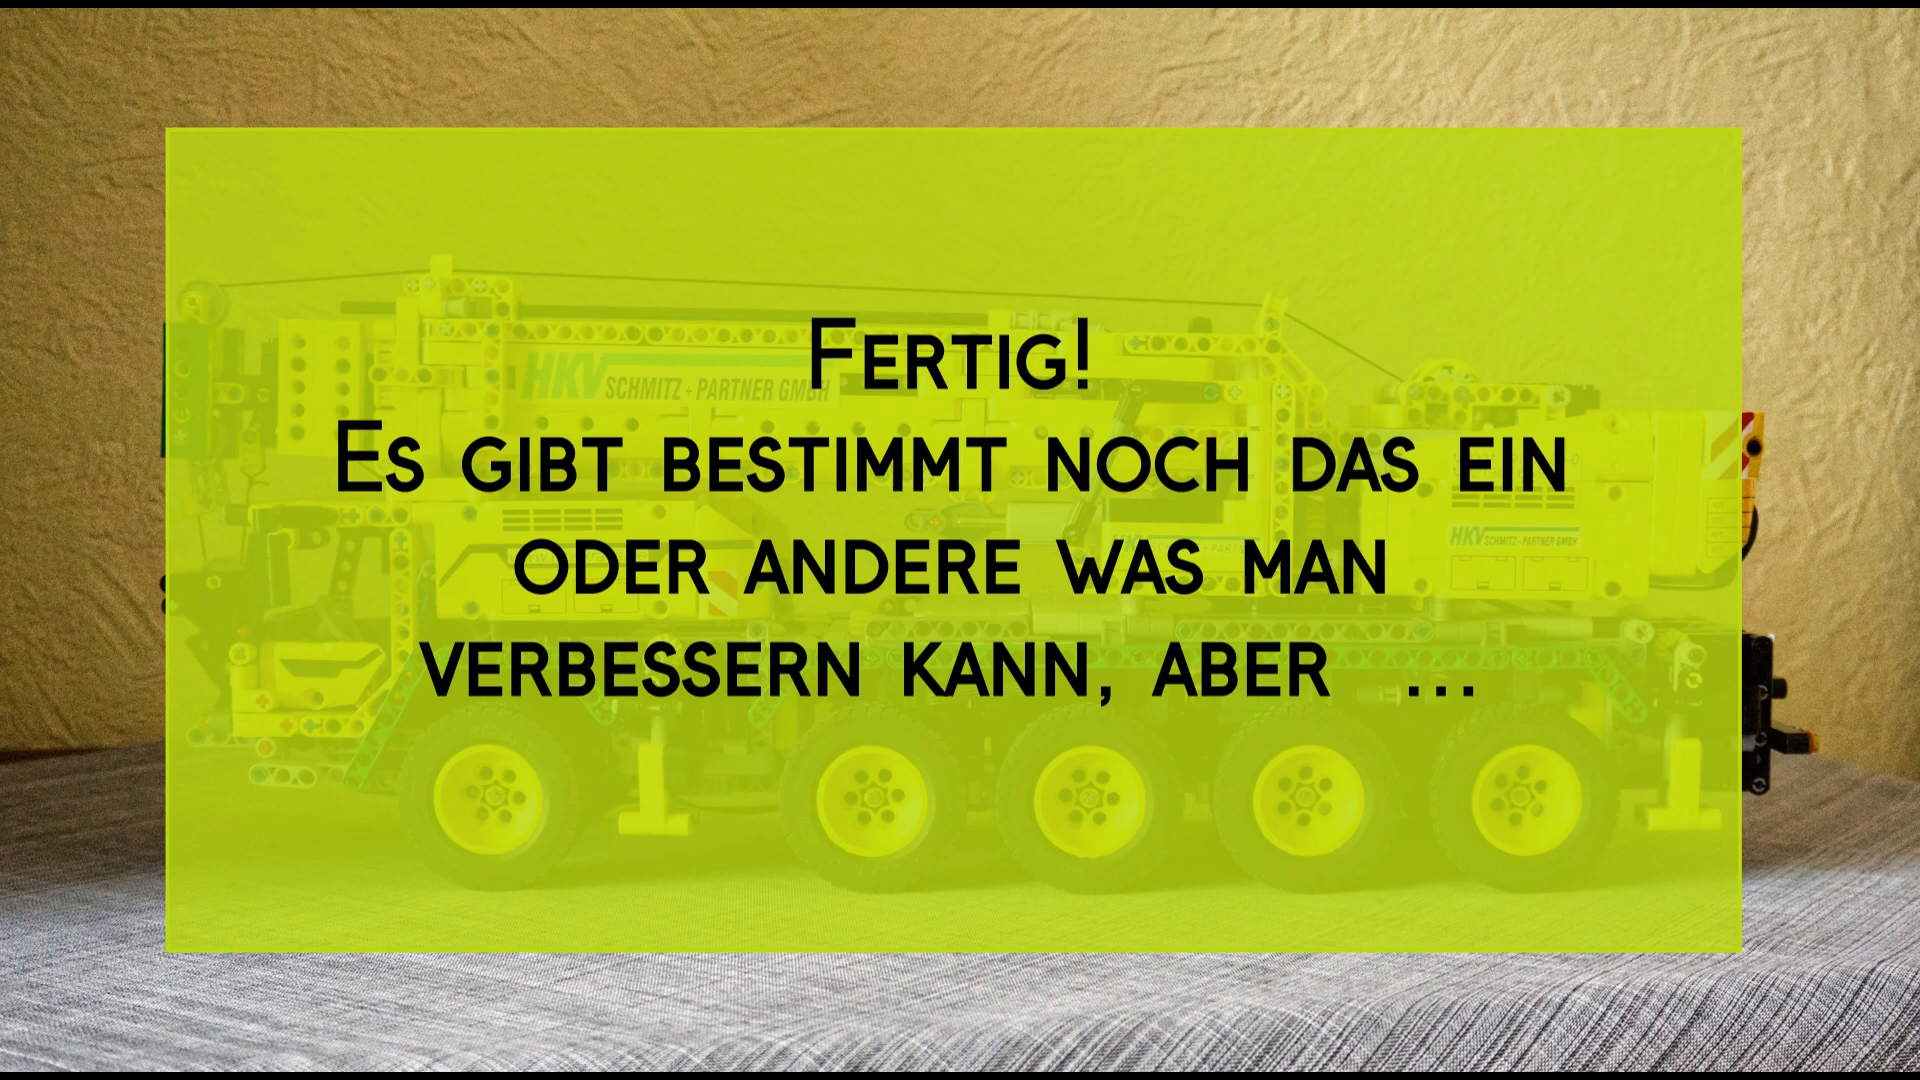 Fertig!
Es gibt bestimmt noch das ein
oder andere was man
verbessern kann, aber ...
HKV SCHMITZ + PARTNER GMBH
HKV SCHMITZ + PARTNER GMBH